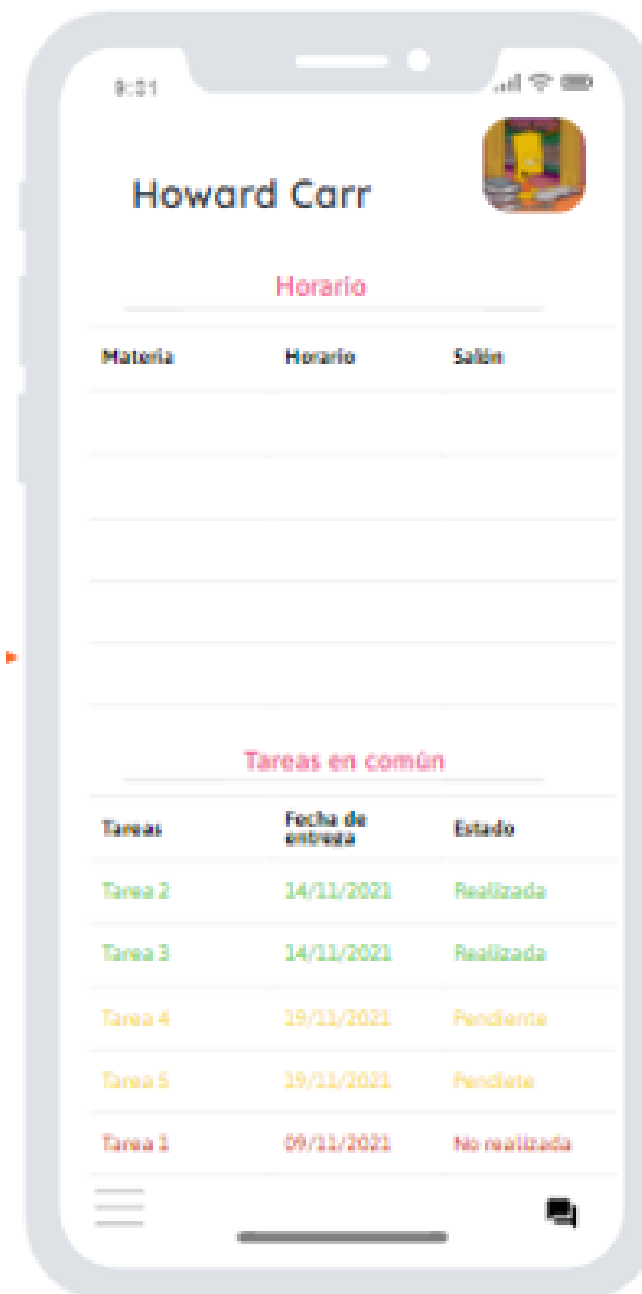 9:31
Howard Carr
Horario
Materia Horario Salón
Tareas en común
Tareas Fecha de entrega Estado
Tarea 2 14/11/2021 Realizada
Tarea 3 14/11/2021 Realizada
Tarea 4 19/11/2021 Pendiente
Tarea 5 19/11/2021 Pendiete
Tarea 1 09/11/2021 No realizada